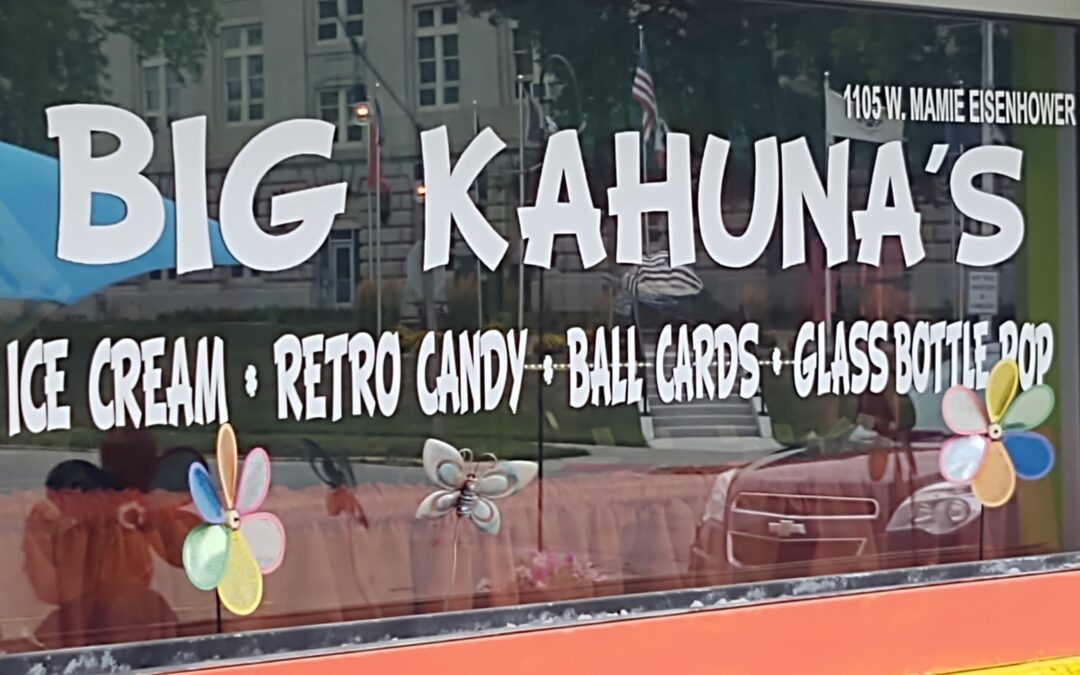 1105 W. MAMIE EISENHOWER
BIG KAHUNA'S
ICE CREAM • RETRO CANDY • BALL CARDS • GLASS BOTTLE POP